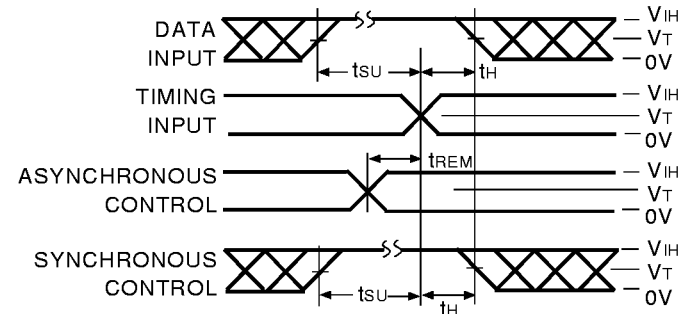 DATA
INPUT
tSU
tH
VIH
VT
0V
TIMING
INPUT
VIH
VT
0V
tREM
ASYNCHRONOUS
CONTROL
VIH
VT
0V
SYNCHRONOUS
CONTROL
tSU
tH
VIH
VT
0V